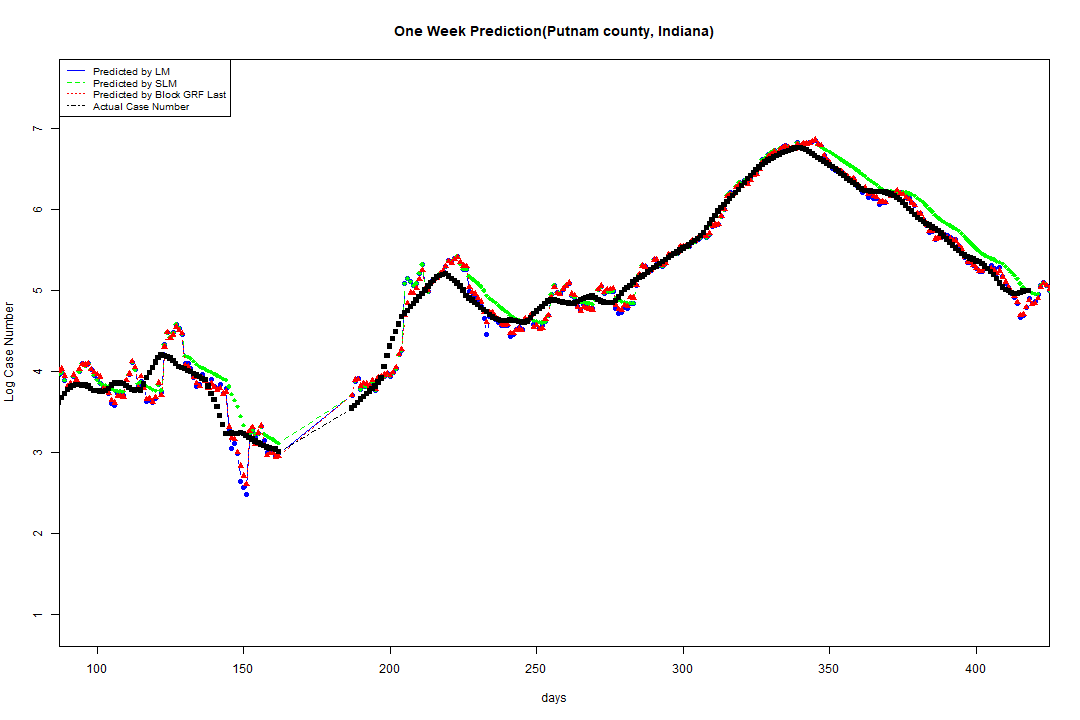 One Week Prediction(Putnam county, Indiana)
Predicted by LM
Predicted by SLM
Predicted by Block GRF Last
Actual Case Number
7
6
5
4
3
2
1
Log Case Number
100 150 200 250 300 350 400
days